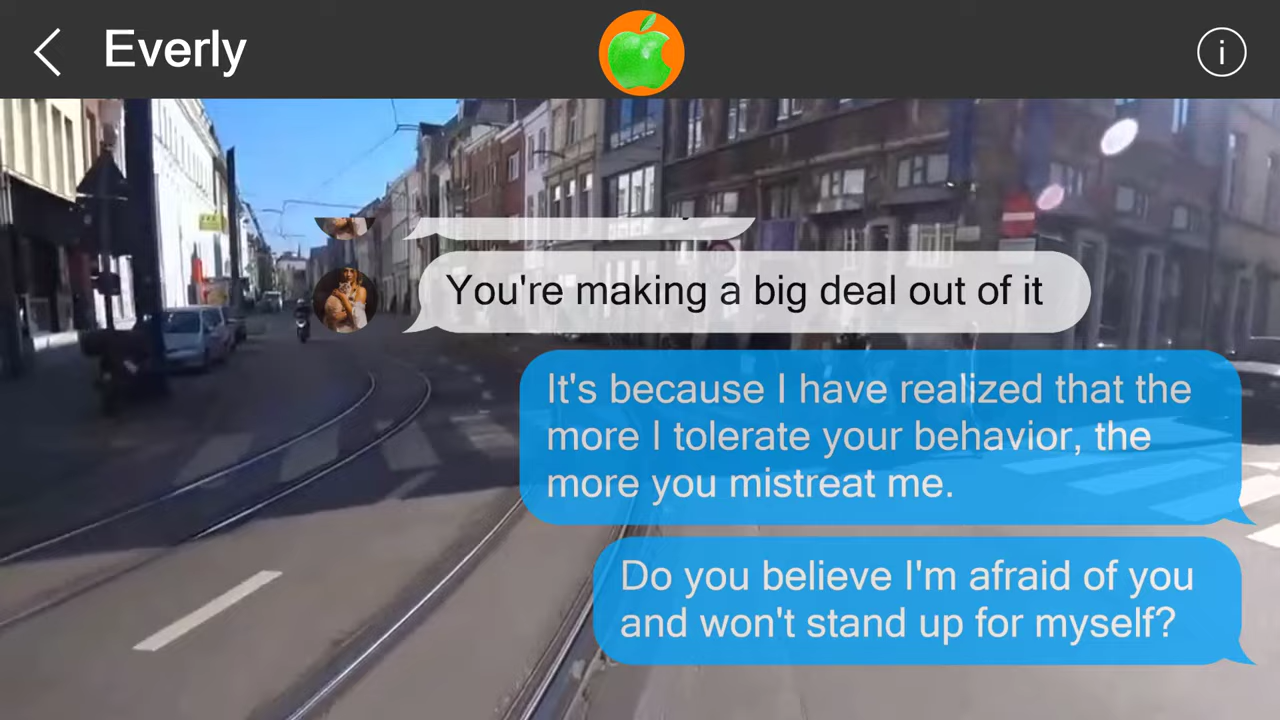 Everly
i
You're making a big deal out of it
It's because I have realized that the
more I tolerate your behavior, the
more you mistreat me.
Do you believe I'm afraid of you
and won't stand up for myself?